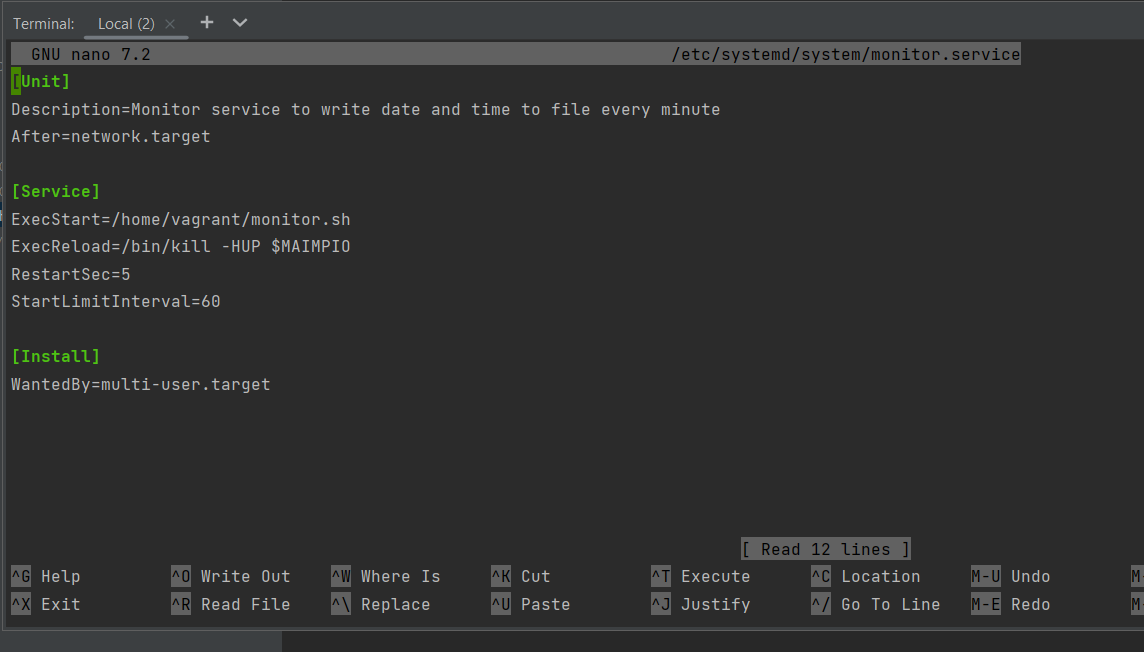 Terminal: Local (2) × +
GNU nano 7.2 /etc/systemd/system/monitor.service
[Unit]
Description=Monitor service to write date and time to file every minute
After=network.target
[Service]
ExecStart=/home/vagrant/monitor.sh
ExecReload=/bin/kill -HUP $MAIMPIO
RestartSec=5
StartLimitInterval=60
[Install]
WantedBy=multi-user.target
[ Read 12 lines ]
^G Help ^O Write Out ^W Where Is ^K Cut ^T Execute ^C Location M-U Undo
^X Exit ^R Read File ^\ Replace ^U Paste ^J Justify ^/ Go To Line M-E Redo